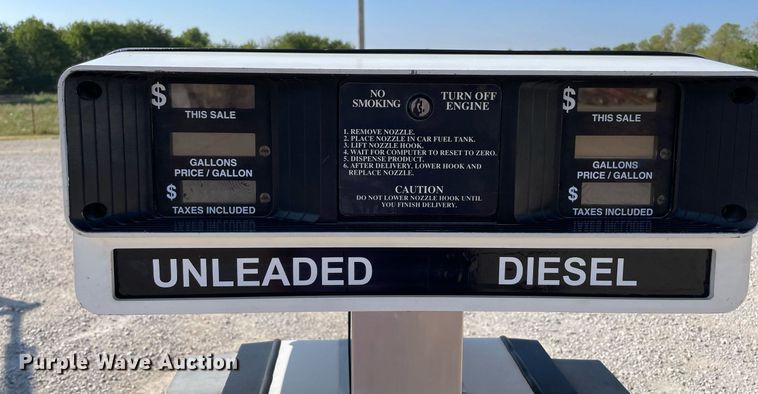 $
THIS SALE
GALLONS
PRICE / GALLON
$
TAXES INCLUDED
NO
SMOKING
TURN OFF
ENGINE
1. REMOVE NOZZLE.
2. PLACE NOZZLE IN CAR FUEL TANK.
3. LIFT NOZZLE HOOK.
4. WAIT FOR COMPUTER TO RESET TO ZERO.
5. DISPENSE PRODUCT.
6. AFTER DELIVERY, LOWER HOOK AND
REPLACE NOZZLE.
CAUTION
DO NOT LOWER NOZZLE HOOK UNTIL
YOU FINISH DELIVERY.
$
THIS SALE
GALLONS
PRICE / GALLON
$
TAXES INCLUDED
UNLEADED
DIESEL
Purple Wave Auction